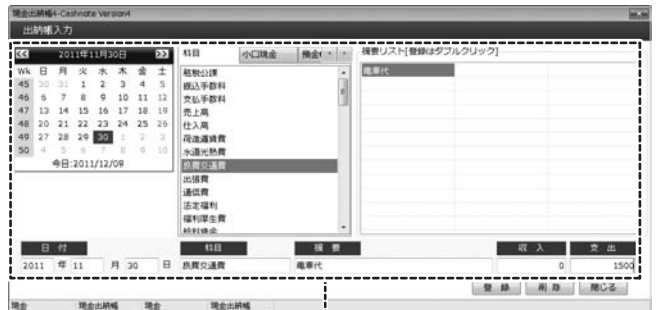 現金出納帳4-Cashnote Version4
出納帳入力
2011年11月30日
Wk 日 月 火 水 木 金 土
45 30 31 1 2 3 4 5
46 6 7 8 9 10 11 12
47 13 14 15 16 17 18 19
48 20 21 22 23 24 25 26
49 27 28 29 30 1 2 3
50 4 5 6 7 8 9 10
今日:2011/12/09
科目 小口現金 預金
租税公課
振込手数料
支払手数料
売上高
仕入高
荷造運賃費
水道光熱費
旅費交通費
出張費
通信費
法定福利
福利厚生費
給料賃金
摘要リスト[登録はダブルクリック]
電車代
日 付 科目 摘 要 収 入 支 出
2011 年 11 月 30 日 旅費交通費 電車代 0 1500
登 録 削 除 閉じる
現金 現金出納帳 現金 現金出納帳